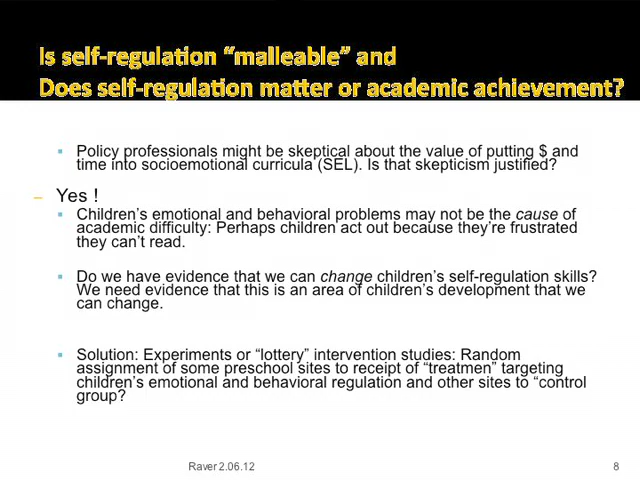 Is self-regulation “malleable” and
Does self-regulation matter or academic achievement?
▪ Policy professionals might be skeptical about the value of putting $ and
time into socioemotional curricula (SEL). Is that skepticism justified?
– Yes !
▪ Children’s emotional and behavioral problems may not be the cause of
academic difficulty: Perhaps children act out because they’re frustrated
they can’t read.
▪ Do we have evidence that we can change children’s self-regulation skills?
We need evidence that this is an area of children’s development that we
can change.
▪ Solution: Experiments or “lottery” intervention studies: Random
assignment of some preschool sites to receipt of “treatmen” targeting
children’s emotional and behavioral regulation and other sites to “control
group?
Raver 2.06.12
8